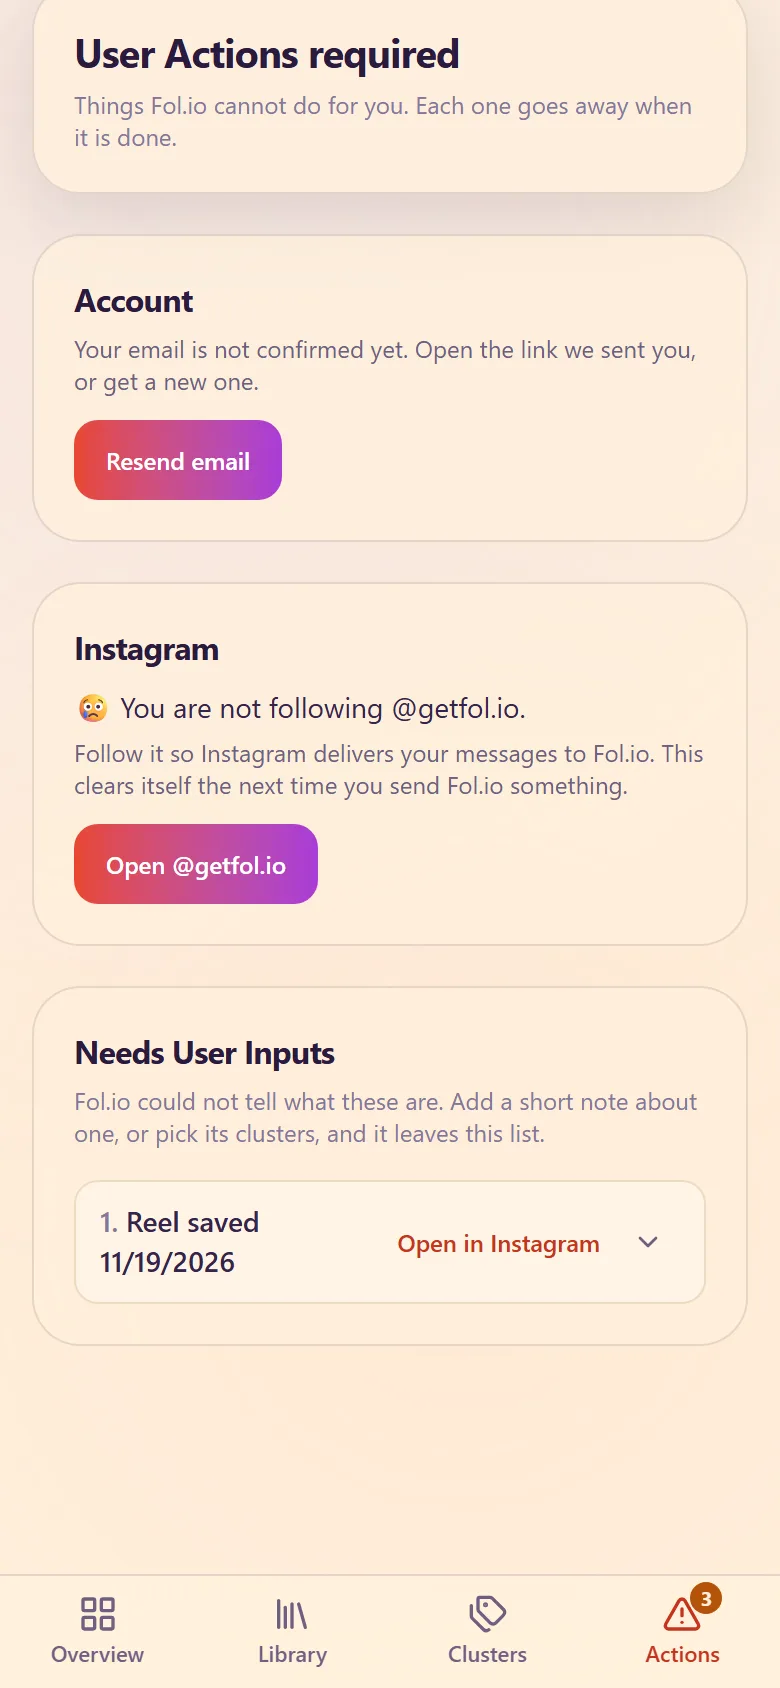 User Actions required
Things Fol.io cannot do for you. Each one goes away when
it is done.
Account
Your email is not confirmed yet. Open the link we sent you,
or get a new one.
Resend email
Instagram
😢 You are not following @getfol.io.
Follow it so Instagram delivers your messages to Fol.io. This
clears itself the next time you send Fol.io something.
Open @getfol.io
Needs User Inputs
Fol.io could not tell what these are. Add a short note about
one, or pick its clusters, and it leaves this list.
1. Reel saved
11/19/2026
Open in Instagram
3
Overview
Library
Clusters
Actions